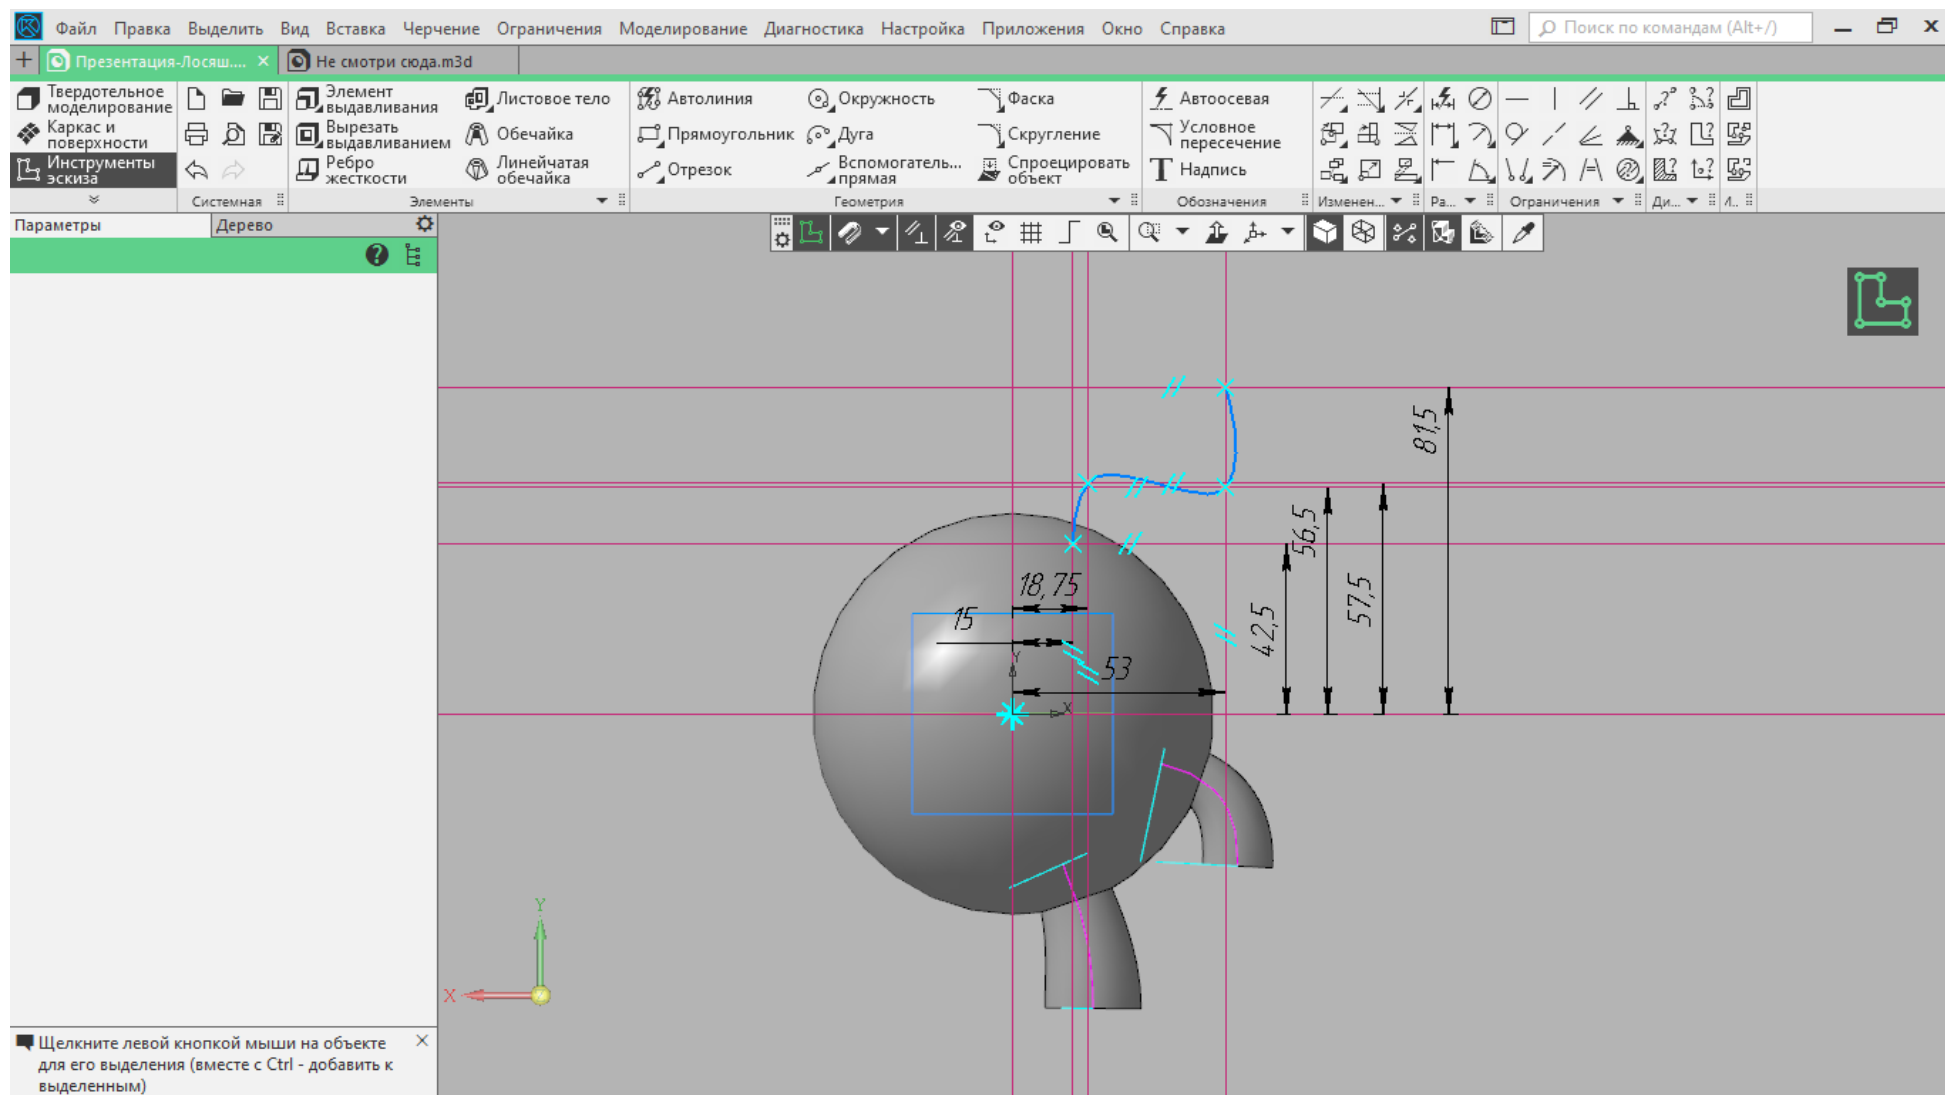 Файл Правка Выделить Вид Вставка Черчение Ограничения Моделирование Диагностика Настройка Приложения Окно Справка Поиск по командам (Alt+/)
Презентация-Лосяш.... Не смотри сюда.m3d
Твердотельное
моделирование
Каркас и
поверхности
Инструменты
эскиза
Системная
Элемент
выдавливания
Вырезать
выдавливанием
Ребро
жесткости
Листовое тело
Обечайка
Линейчатая
обечайка
Элементы
Автолиния
Прямоугольник
Отрезок
Окружность
Дуга
Вспомогатель...
прямая
Фаска
Скругление
Спроецировать
объект
Геометрия
Автоосевая
Условное
пересечение
Надпись
Обозначения
Изменен...
Ра...
Ограничения
Ди...
Л..
Параметры Дерево
81,5
56,5
57,5
42,5
18,75
15
53
Y
X
Y
X
Щелкните левой кнопкой мыши на объекте
для его выделения (вместе с Ctrl - добавить к
выделенным)